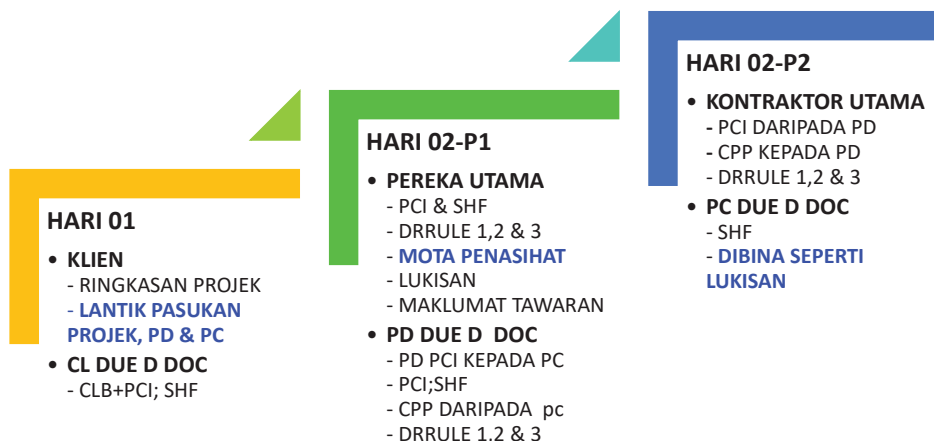 HARI 01
• KLIEN
- RINGKASAN PROJEK
- LANTIK PASUKAN
PROJEK, PD & PC
• CL DUE D DOC
- CLB+PCI; SHF
HARI 02-P1
• PEREKA UTAMA
- PCI & SHF
- DRRULE 1,2 & 3
- MOTA PENASIHAT
- LUKISAN
- MAKLUMAT TAWARAN
• PD DUE D DOC
- PD PCI KEPADA PC
- PCI;SHF
- CPP DARIPADA pc
- DRRULE 1.2 & 3
HARI 02-P2
• KONTRAKTOR UTAMA
- PCI DARIPADA PD
- CPP KEPADA PD
- DRRULE 1,2 & 3
• PC DUE D DOC
- SHF
- DIBINA SEPERTI
LUKISAN